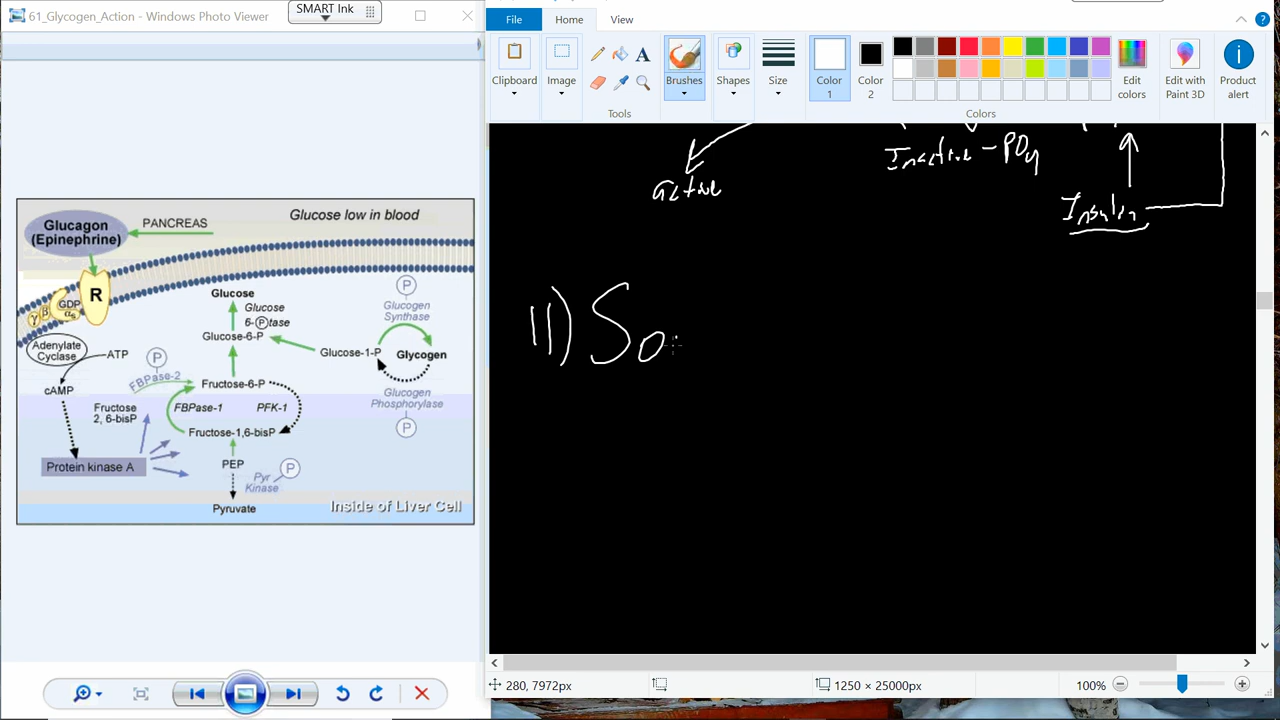 61_Glycogen_Action - Windows Photo Viewer
SMART Ink
Glucose low in blood
PANCREAS
Glucagon
(Epinephrine)
R
GDP
γ β αs
Adenylate
Cyclase
ATP
cAMP
Protein kinase A
P
FBPase-2
Fructose
2, 6-bisP
Glucose
Glucose
6-Ptase
Glucose-6-P
Fructose-6-P
FBPase-1
PFK-1
Fructose-1,6-bisP
PEP
Pyr
Kinase
P
Pyruvate
P
Glycogen
Synthase
Glucose-1-P
Glycogen
Glycogen
Phosphorylase
P
Inside of Liver Cell
File
Home
View
Clipboard
Image
Tools
Brushes
Shapes
Size
Color
1
Color
2
Colors
Edit
colors
Edit with
Paint 3D
Product
alert
active
Inactive - PO4
Insulin
11) So
280, 7972px
1250 × 25000px
100%